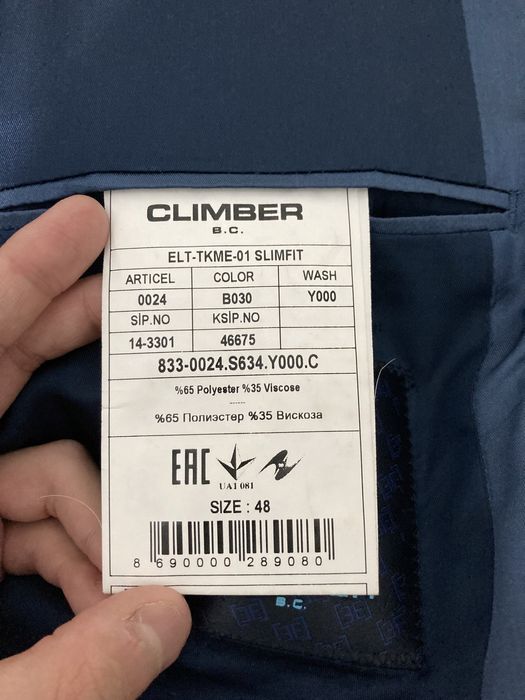 CLIMBER
B.C.
ELT-TKME-01 SLIMFIT
ARTICEL COLOR WASH
0024 B030 Y000
SİP.NO KSİP.NO
14-3301 46675
833-0024.S634.Y000.C
%65 Polyester %35 Viscose
......
%65 Полиэстер %35 Вискоза
EAC
UA1 081
SIZE : 48
8 690000 289080
B.C.